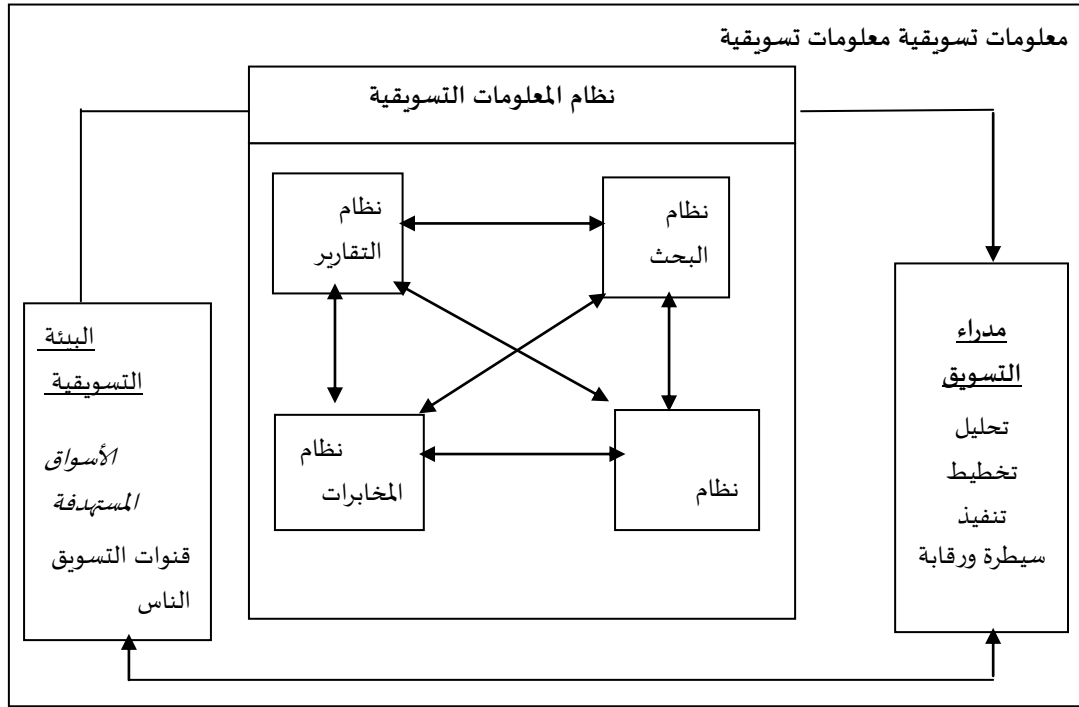 معلومات تسويقية معلومات تسويقية
نظام المعلومات التسويقية
نظام
البحث
نظام
التقارير
نظام
نظام
المخابرات
مدراء
التسويق
تحليل
تخطيط
تنفيذ
سيطرة ورقابة
البيئة
التسويقية
الأسواق
المستهدفة
قنوات التسويق
الناس